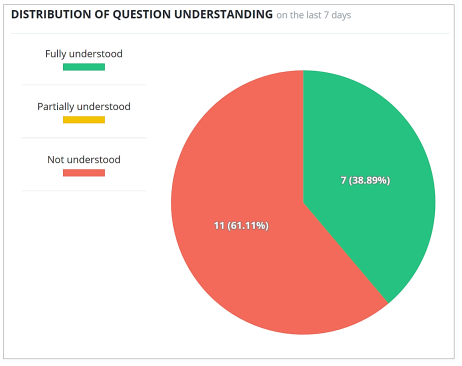 DISTRIBUTION OF QUESTION UNDERSTANDING on the last 7 days
Fully understood
Partially understood
Not understood
7 (38.89%)
11 (61.11%)